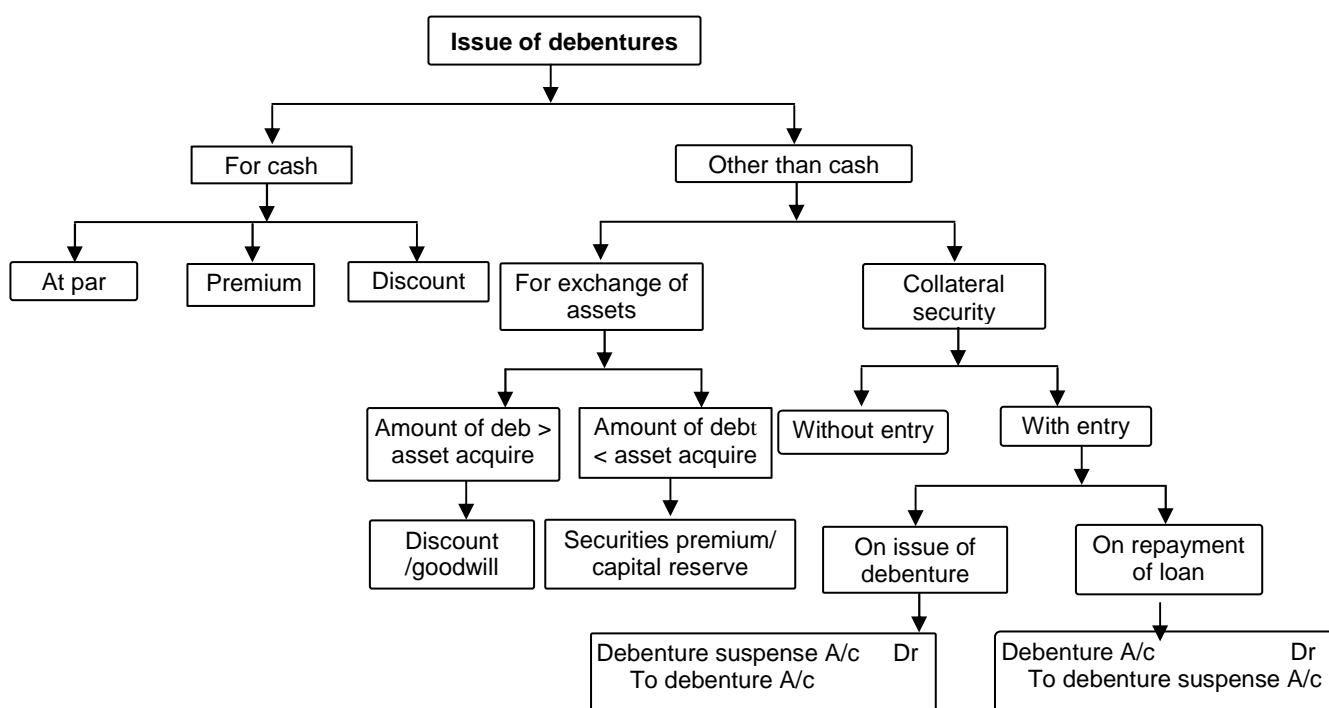 Issue of debentures
For cash
Other than cash
At par
Premium
Discount
For exchange of
assets
Collateral
security
Amount of deb >
asset acquire
Amount of debt
< asset acquire
Without entry
With entry
Discount
/goodwill
Securities premium/
capital reserve
On issue of
debenture
On repayment
of loan
Debenture suspense A/c Dr
To debenture A/c
Debenture A/c Dr
To debenture suspense A/c